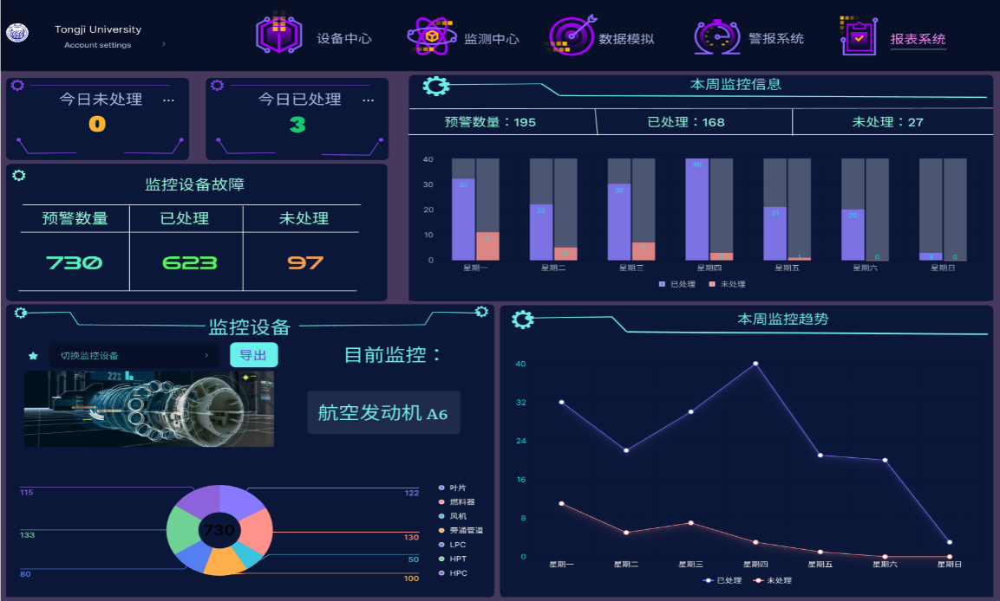 Tongji University
Account settings
设备中心
监测中心
数据模拟
警报系统
报表系统
今日未处理
0
今日已处理
3
监控设备故障
预警数量 已处理 未处理
730 623 97
本周监控信息
预警数量：195 已处理：168 未处理：27
40
30
20
10
0
32 11 22 30 40 21 1 20 0 3 0
星期一 星期二 星期三 星期四 星期五 星期六 星期日
已处理 未处理
监控设备
切换监控设备
导出
目前监控：
22%
航空发动机 A6
115
133
80
730
122
130
50
100
叶片
燃料器
风机
旁通管道
LPC
HPT
HPC
本周监控趋势
40
32
24
16
8
0
星期一 星期二 星期三 星期四 星期五 星期六 星期日
已处理 未处理